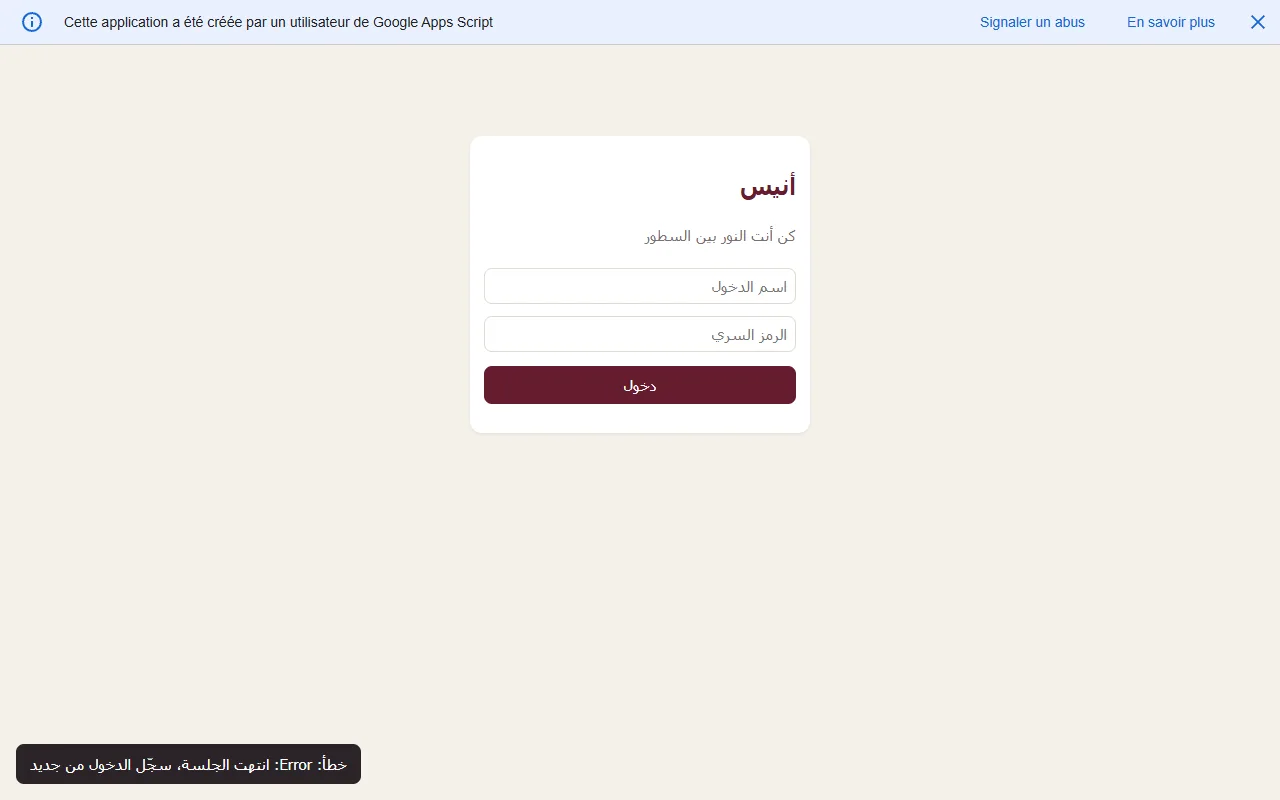 Cette application a été créée par un utilisateur de Google Apps Script
Signaler un abus
En savoir plus
أنيس
كن أنت النور بين السطور
اسم الدخول
الرمز السري
دخول
خطأ: Error: انتهت الجلسة، سجّل الدخول من جديد